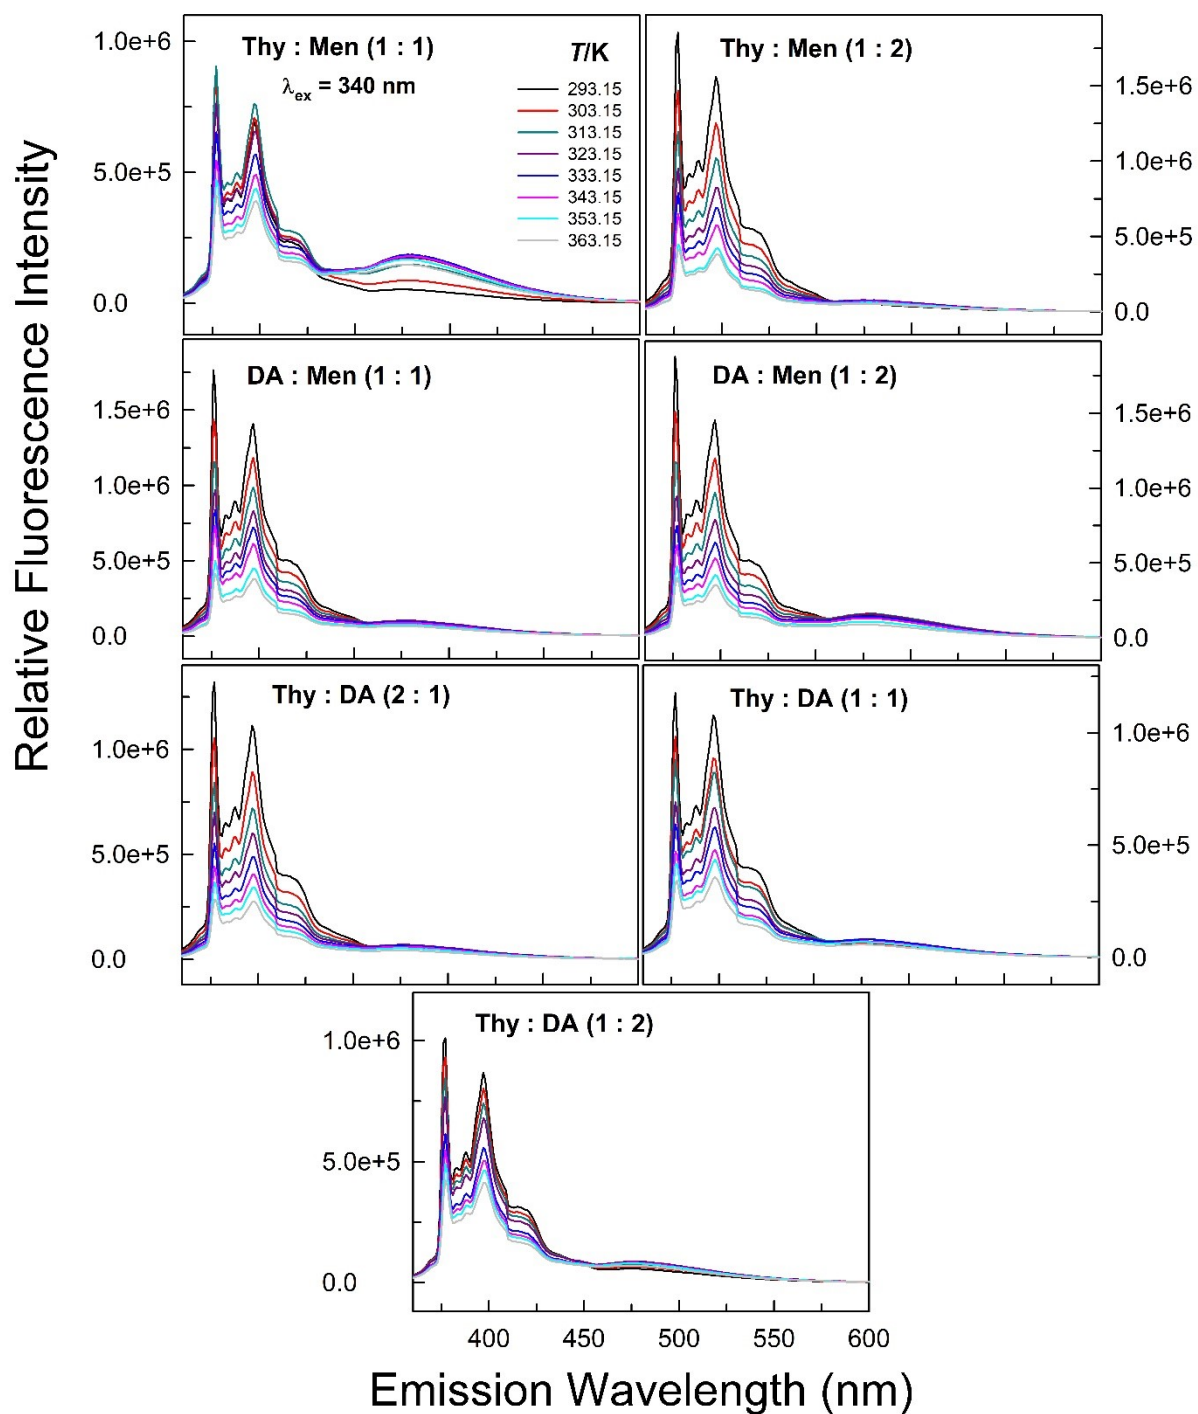 Relative Fluorescence Intensity
Thy : Men (1 : 1)
λex = 340 nm
T/K
293.15
303.15
313.15
323.15
333.15
343.15
353.15
363.15
1.0e+6
5.0e+5
0.0
Thy : Men (1 : 2)
1.5e+6
1.0e+6
5.0e+5
0.0
DA : Men (1 : 1)
1.5e+6
1.0e+6
5.0e+5
0.0
DA : Men (1 : 2)
1.5e+6
1.0e+6
5.0e+5
0.0
Thy : DA (2 : 1)
1.0e+6
5.0e+5
0.0
Thy : DA (1 : 1)
1.0e+6
5.0e+5
0.0
Thy : DA (1 : 2)
1.0e+6
5.0e+5
0.0
400 450 500 550 600
Emission Wavelength (nm)